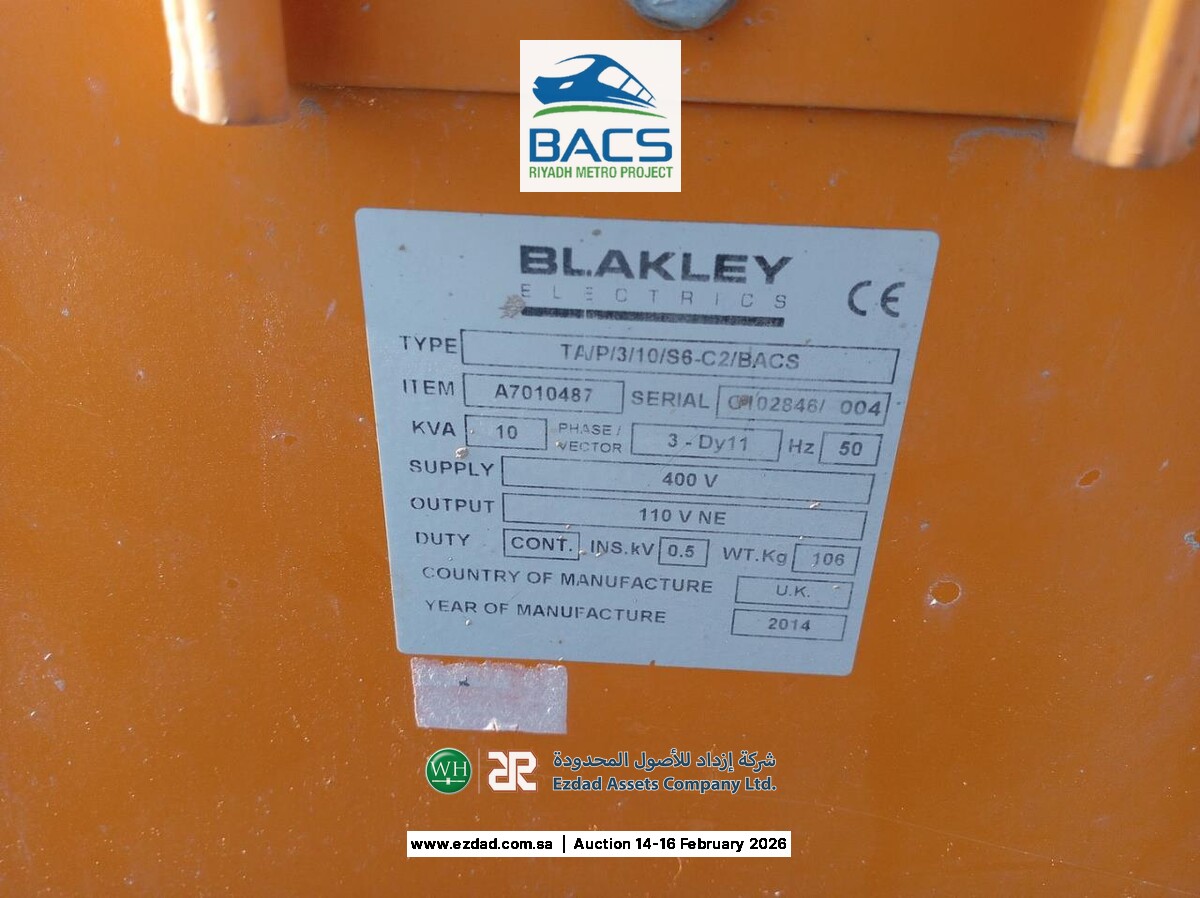 BACS
RIYADH METRO PROJECT
BLAKLEY
ELECTRICS
CE
TYPE TA/P/3/10/S6-C2/BACS
ITEM A7010487 SERIAL 102846/ 004
KVA 10 PHASE/VECTOR 3 - Dy11 Hz 50
SUPPLY 400 V
OUTPUT 110 V NE
DUTY CONT. INS.kV 0.5 WT.Kg 106
COUNTRY OF MANUFACTURE U.K.
YEAR OF MANUFACTURE 2014
WH
شركة إزداد للأصول المحدودة
Ezdad Assets Company Ltd.
www.ezdad.com.sa | Auction 14-16 February 2026